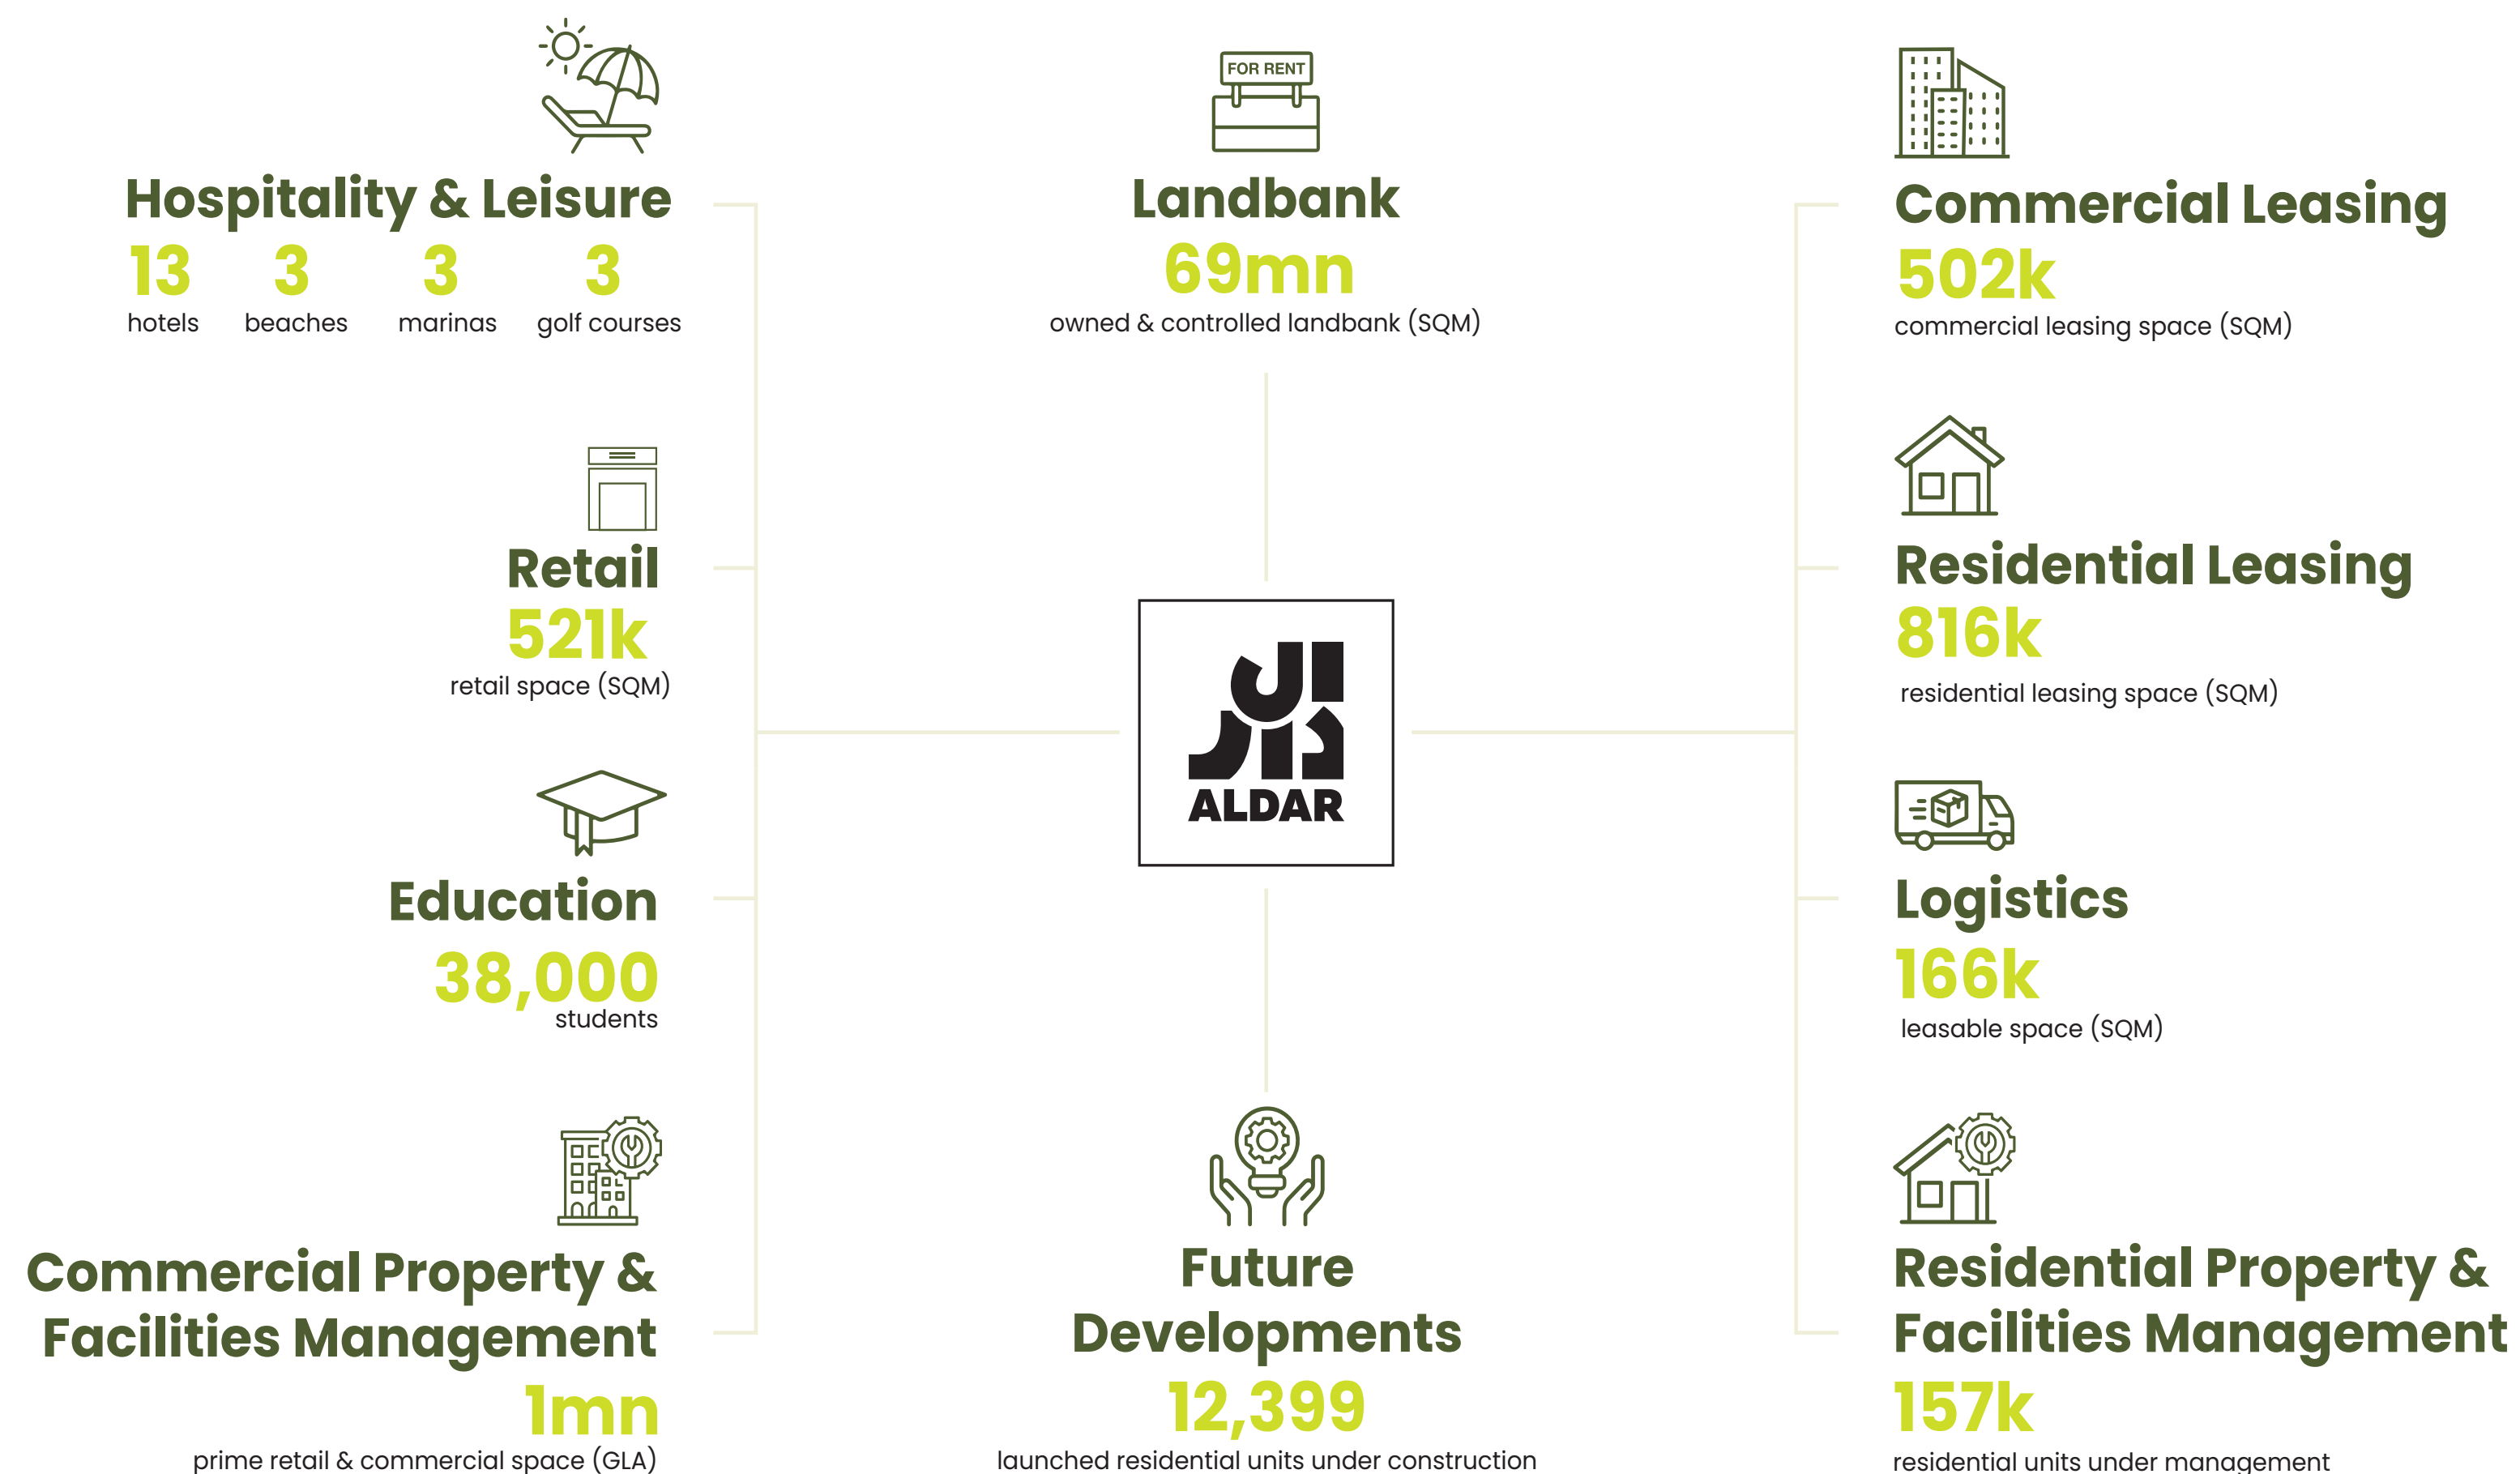 Hospitality & Leisure
13 3 3 3
hotels beaches marinas golf courses
Retail
521k
retail space (SQM)
Education
38,000
students
Commercial Property &
Facilities Management
1mn
prime retail & commercial space (GLA)
FOR RENT
Landbank
69mn
owned & controlled landbank (SQM)
الدار
ALDAR
Future
Developments
12,399
launched residential units under construction
Commercial Leasing
502k
commercial leasing space (SQM)
Residential Leasing
816k
residential leasing space (SQM)
Logistics
166k
leasable space (SQM)
Residential Property &
Facilities Management
157k
residential units under management